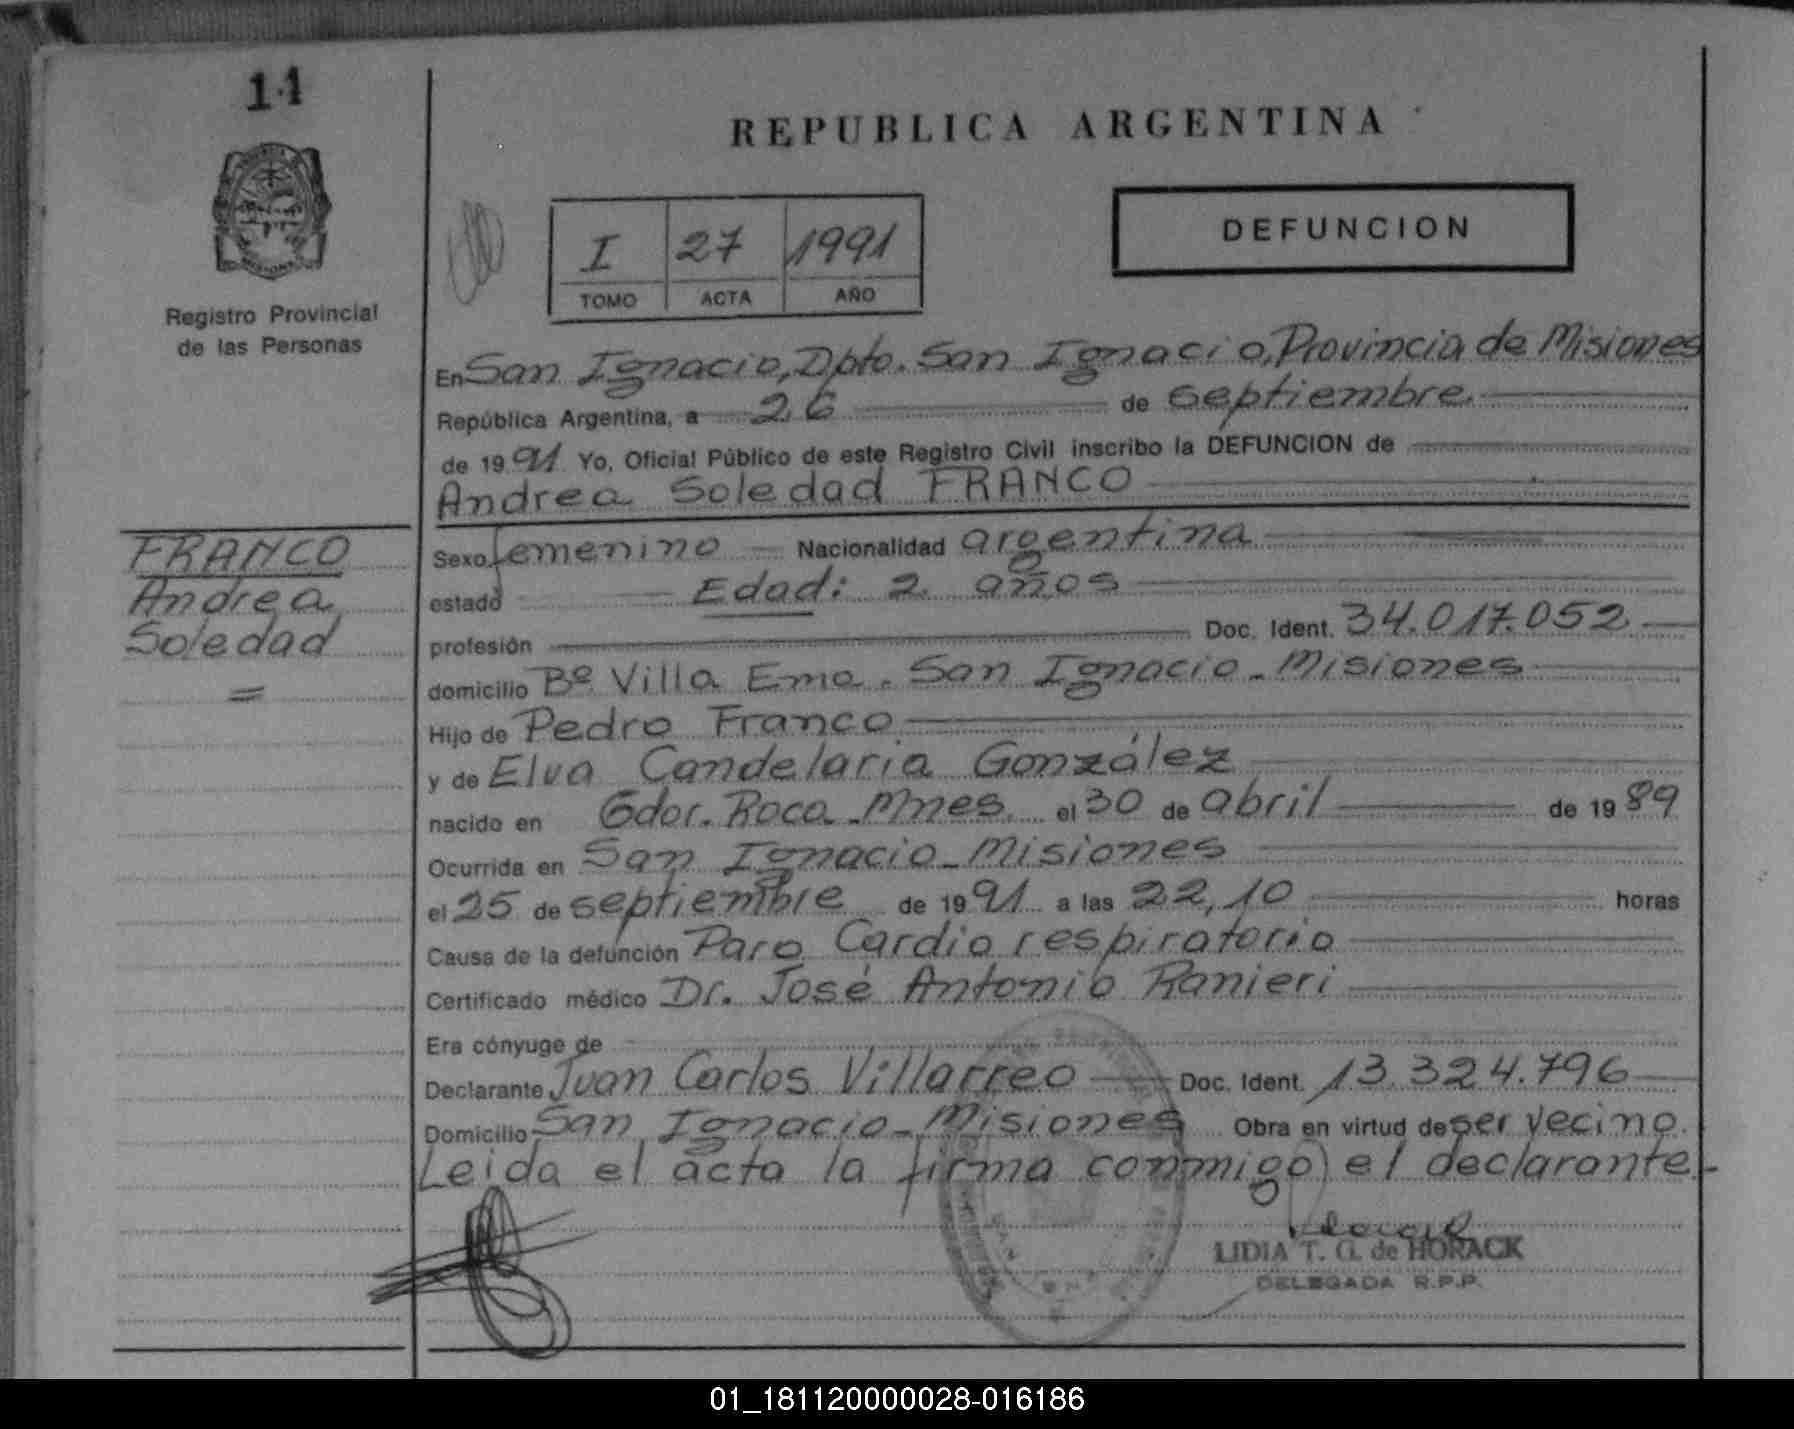 11
REPUBLICA ARGENTINA
I 27 1991
TOMO ACTA AÑO
DEFUNCION
Registro Provincial
de las Personas
En San Ignacio, Dpto. San Ignacio, Provincia de Misiones
República Argentina, a 26 de septiembre.
de 1991 Yo, Oficial Público de este Registro Civil inscribo la DEFUNCION de
Andrea Soledad FRANCO
FRANCO
Andrea
Soledad
=
Sexo femenino Nacionalidad argentina
estado Edad: 2 años
profesión Doc. Ident. 34.017.052
domicilio Bº Villa Ema. San Ignacio - Misiones
Hijo de Pedro Franco
y de Elva Candelaria González
nacido en Gdor. Roca - Mnes. el 30 de abril de 1989
Ocurrida en San Ignacio - Misiones
el 25 de septiembre de 1991 a las 22,10 horas
Causa de la defunción Paro Cardio respiratorio
Certificado médico Dr. José Antonio Ranieri
Era cónyuge de
Declarante Juan Carlos Villarreo Doc. Ident. 13.324.796
Domicilio San Ignacio - Misiones Obra en virtud de ser vecino.
Leida el acta la firma conmigo el declarante.-
LIDIA T. G. de HORACK
DELEGADA R.P.P.
01_181120000028-016186